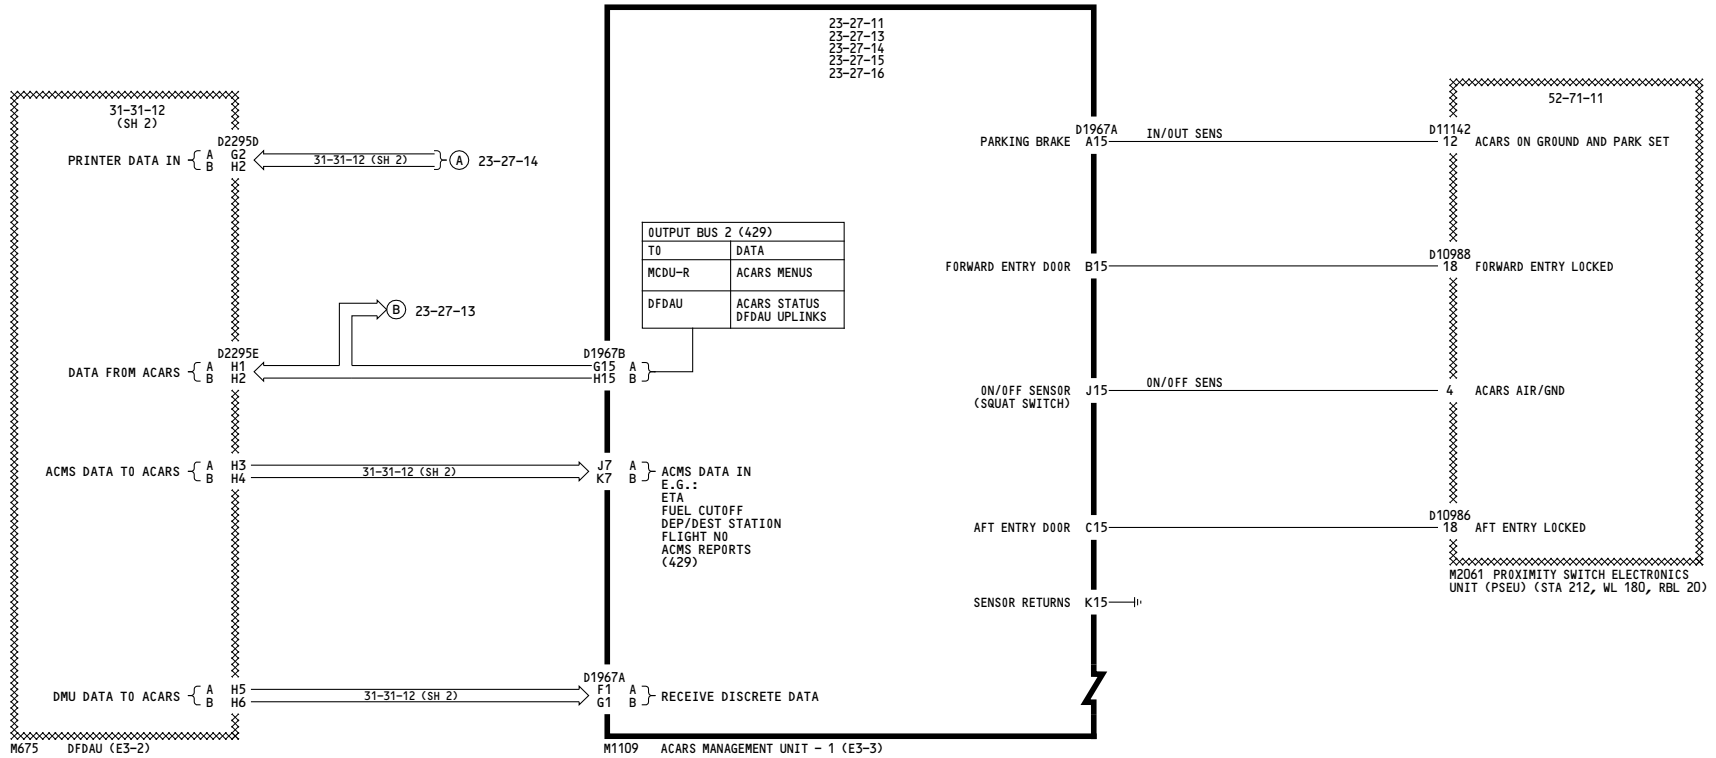 23-27-11
23-27-13
23-27-14
23-27-15
23-27-16
31-31-12
(SH 2)
D2295D
PRINTER DATA IN A G2
B H2
31-31-12 (SH 2)
A 23-27-14
B 23-27-13
D2295E
DATA FROM ACARS A H1
B H2
ACMS DATA TO ACARS A H3
B H4
31-31-12 (SH 2)
DMU DATA TO ACARS A H5
B H6
31-31-12 (SH 2)
M675 DFDAU (E3-2)
OUTPUT BUS 2 (429)
TO DATA
MCDU-R ACARS MENUS
DFDAU ACARS STATUS
DFDAU UPLINKS
D1967B
G15 A
H15 B
J7 A
K7 B
ACMS DATA IN
E.G.:
ETA
FUEL CUTOFF
DEP/DEST STATION
FLIGHT NO
ACMS REPORTS
(429)
D1967A
F1 A
G1 B
RECEIVE DISCRETE DATA
M1109 ACARS MANAGEMENT UNIT - 1 (E3-3)
D1967A
PARKING BRAKE A15
IN/OUT SENS
FORWARD ENTRY DOOR B15
ON/OFF SENSOR J15
(SQUAT SWITCH)
ON/OFF SENS
AFT ENTRY DOOR C15
SENSOR RETURNS K15
52-71-11
D11142
12 ACARS ON GROUND AND PARK SET
D10988
18 FORWARD ENTRY LOCKED
4 ACARS AIR/GND
D10986
18 AFT ENTRY LOCKED
M2061 PROXIMITY SWITCH ELECTRONICS
UNIT (PSEU) (STA 212, WL 180, RBL 20)